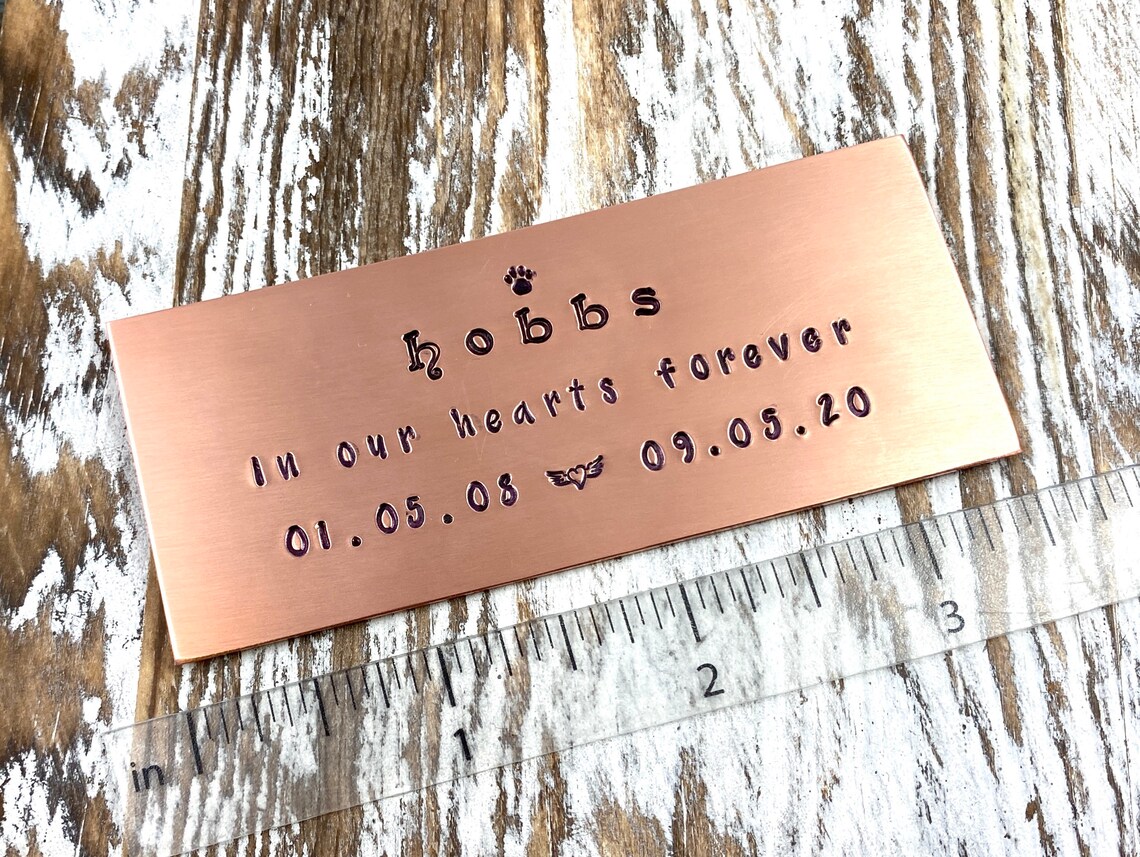 hobbs
In our hearts forever
01.05.08 09.05.20
in 1 2 3